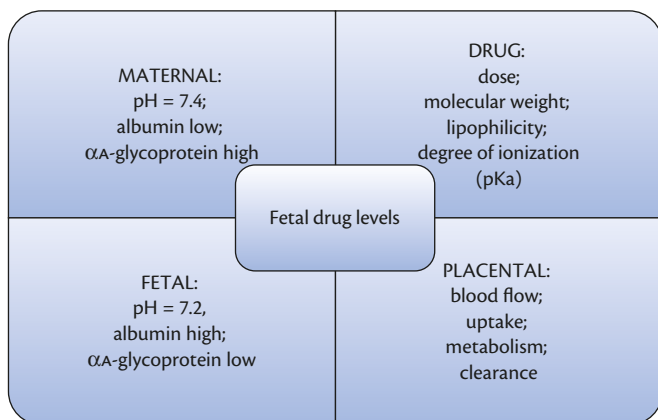 MATERNAL:
pH = 7.4;
albumin low;
αA-glycoprotein high
DRUG:
dose;
molecular weight;
lipophilicity;
degree of ionization
(pKa)
Fetal drug levels
FETAL:
pH = 7.2,
albumin high;
αA-glycoprotein low
PLACENTAL:
blood flow;
uptake;
metabolism;
clearance